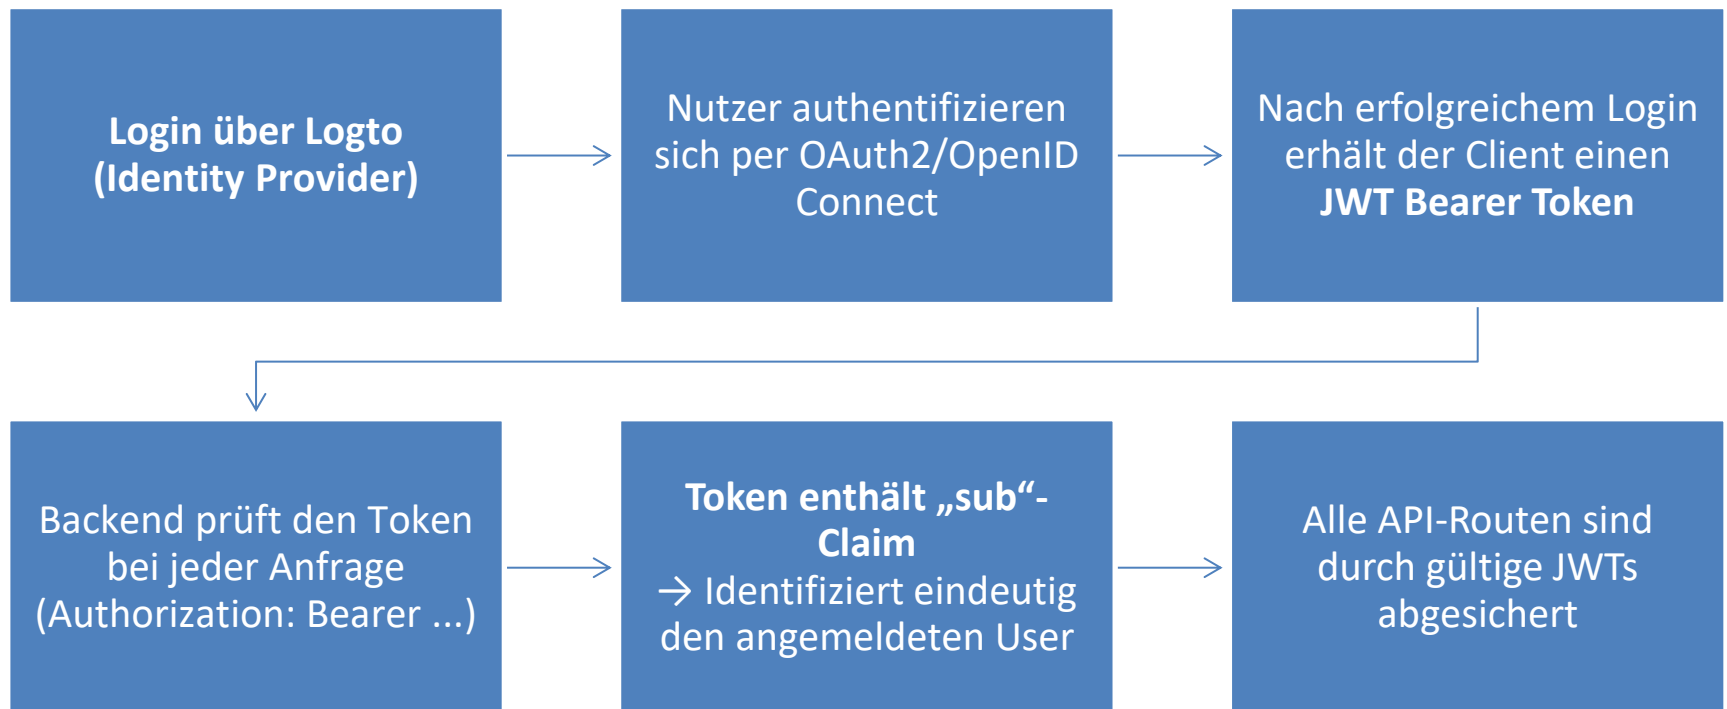 Login über Logto
(Identity Provider)
Nutzer authentifizieren
sich per OAuth2/OpenID
Connect
Nach erfolgreichem Login
erhält der Client einen
JWT Bearer Token
Backend prüft den Token
bei jeder Anfrage
(Authorization: Bearer ...)
Token enthält „sub“-
Claim
→ Identifiziert eindeutig
den angemeldeten User
Alle API-Routen sind
durch gültige JWTs
abgesichert